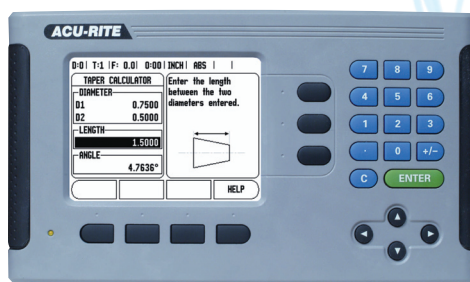 ACU-RITE
D:0 | T:1 | F: 0.0 | 0:00 | INCH | ABS | |
TAPER CALCULATOR
DIAMETER
D1 0.7500
D2 0.5000
LENGTH
1.5000
ANGLE
4.7636°
Enter the length
between the two
diameters entered.
HELP
7 8 9
4 5 6
1 2 3
. 0 +/-
C ENTER